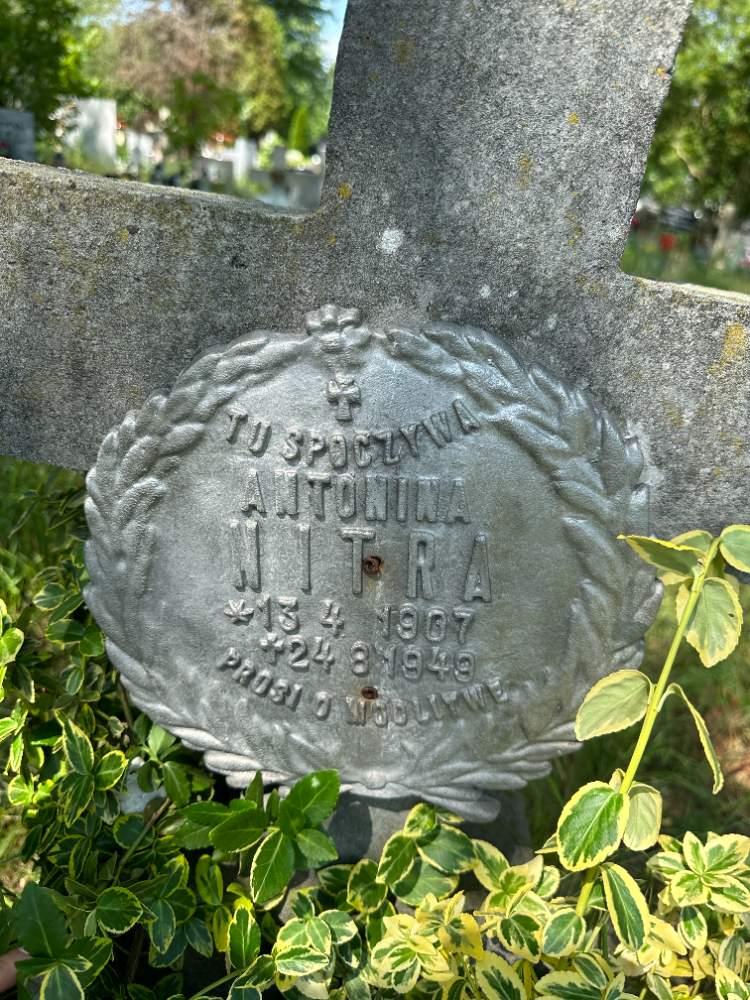 TU SPOCZYWA
ANTONINA
NITRA
* 13 4 1907
+ 24 8 1949
PROSI O MODLITWĘ